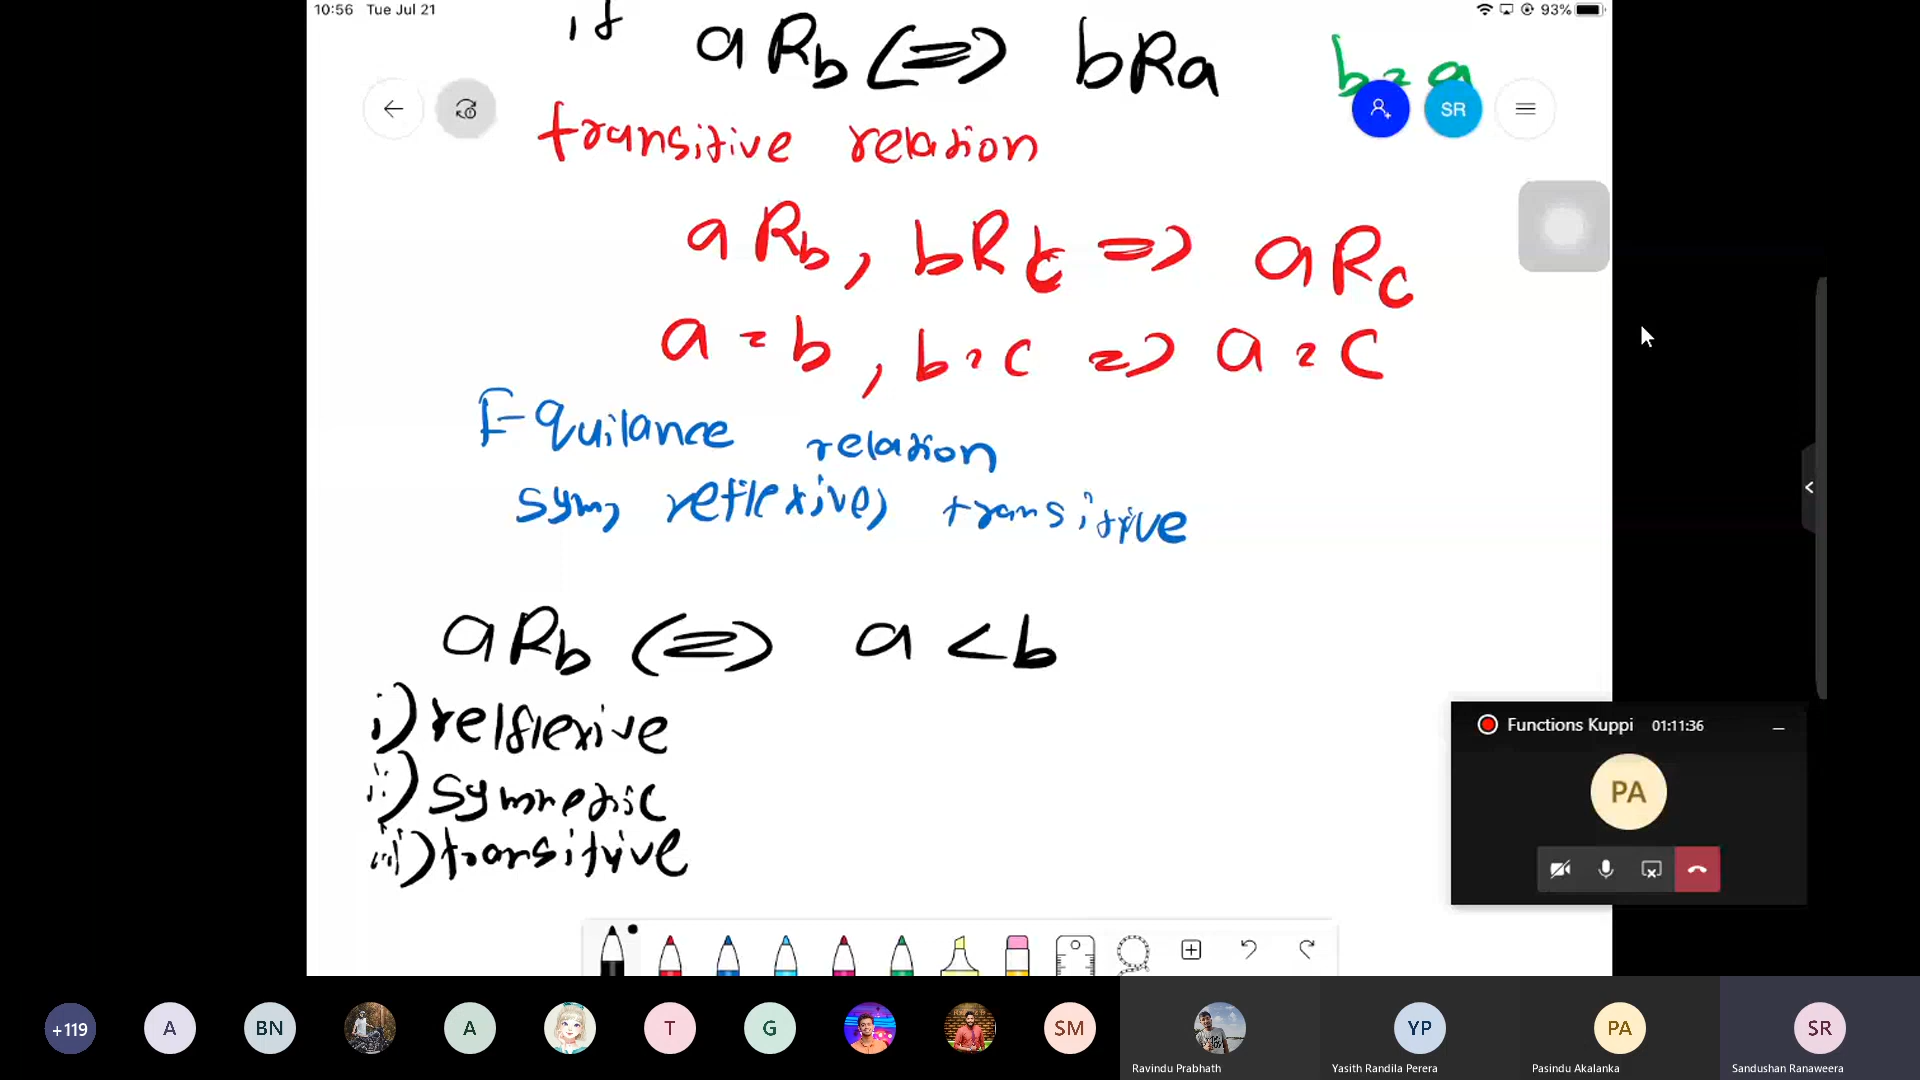 10:56 Tue Jul 21 93%
if aRb <=> bRa b=a
SR
transitive relation
aRb, bRc => aRc
a=b, b=c => a=c
Equilance relation
sym, reflexive, transitive
aRb <=> a<b
i) relflexive
ii) symmetric
iii) transitive
Functions Kuppi 01:11:36
PA
+119 A BN A T G SM YP PA SR
Ravindu Prabhath Yasith Randila Perera Pasindu Akalanka Sandushan Ranaweera